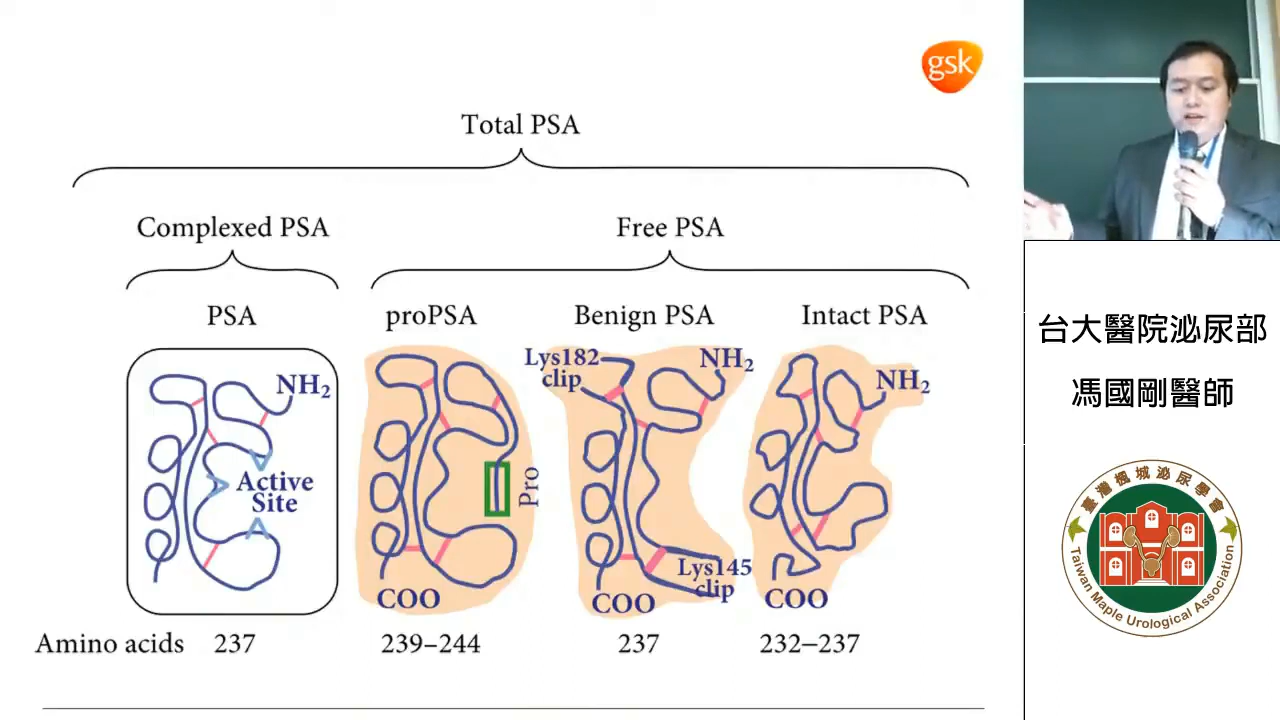 gsk
Total PSA
Complexed PSA
Free PSA
PSA
proPSA
Benign PSA
Intact PSA
NH₂
Active
Site
Pro
COO
Lys182
clip
NH₂
Lys145
clip
COO
NH₂
COO
Amino acids 237 239–244 237 232–237
台大醫院泌尿部
馮國剛醫師
臺灣楓城泌尿學會
Taiwan Maple Urological Association